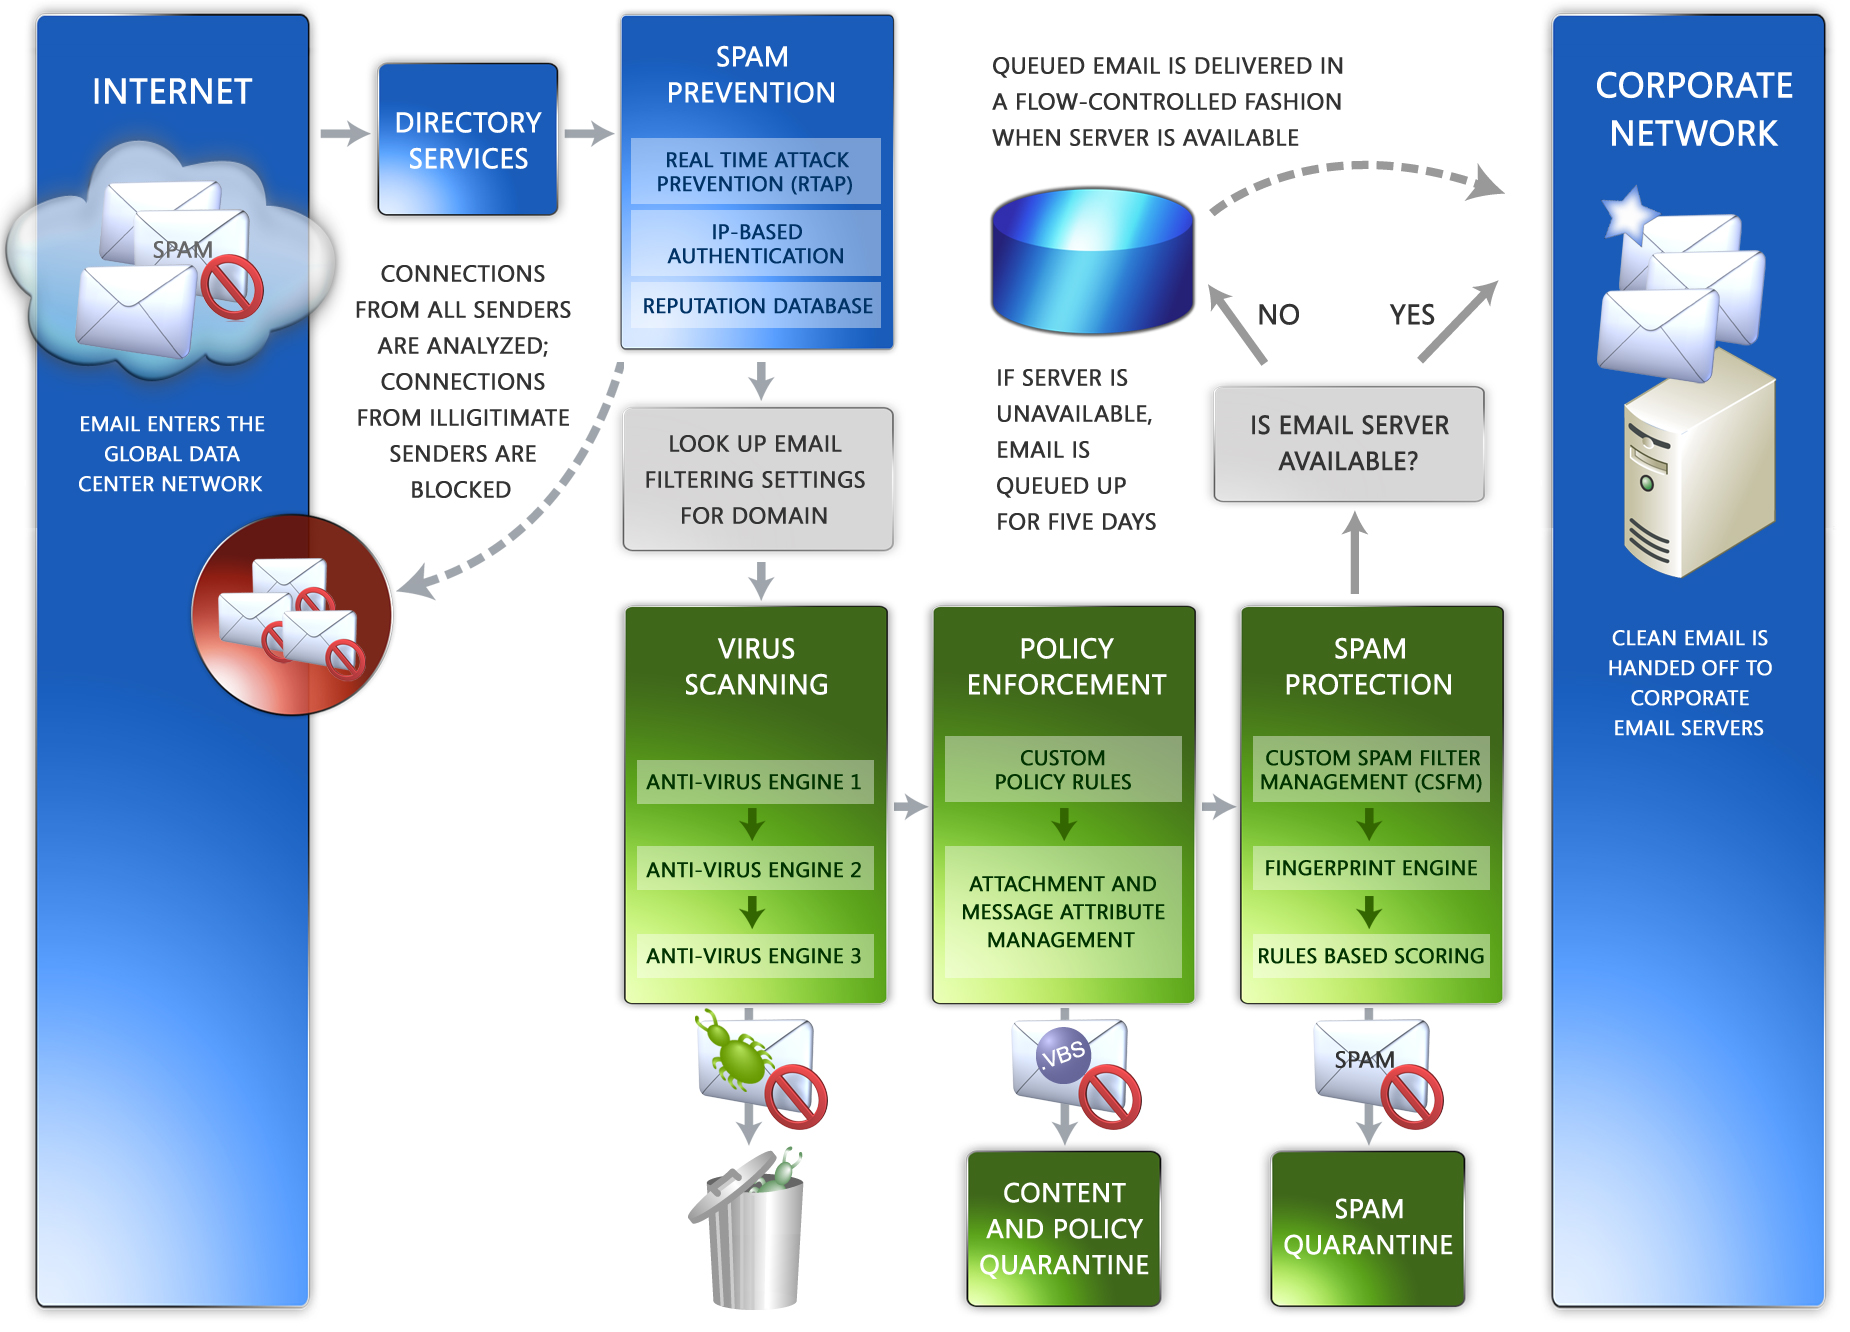 INTERNET
SPAM
EMAIL ENTERS THE
GLOBAL DATA
CENTER NETWORK
DIRECTORY
SERVICES
CONNECTIONS
FROM ALL SENDERS
ARE ANALYZED;
CONNECTIONS
FROM ILLIGITIMATE
SENDERS ARE
BLOCKED
SPAM
PREVENTION
REAL TIME ATTACK
PREVENTION (RTAP)
IP-BASED
AUTHENTICATION
REPUTATION DATABASE
LOOK UP EMAIL
FILTERING SETTINGS
FOR DOMAIN
VIRUS
SCANNING
ANTI-VIRUS ENGINE 1
ANTI-VIRUS ENGINE 2
ANTI-VIRUS ENGINE 3
POLICY
ENFORCEMENT
CUSTOM
POLICY RULES
ATTACHMENT AND
MESSAGE ATTRIBUTE
MANAGEMENT
.VBS
CONTENT
AND POLICY
QUARANTINE
SPAM
PROTECTION
CUSTOM SPAM FILTER
MANAGEMENT (CSFM)
FINGERPRINT ENGINE
RULES BASED SCORING
SPAM
SPAM
QUARANTINE
IS EMAIL SERVER
AVAILABLE?
NO
YES
IF SERVER IS
UNAVAILABLE,
EMAIL IS
QUEUED UP
FOR FIVE DAYS
QUEUED EMAIL IS DELIVERED IN
A FLOW-CONTROLLED FASHION
WHEN SERVER IS AVAILABLE
CORPORATE
NETWORK
CLEAN EMAIL IS
HANDED OFF TO
CORPORATE
EMAIL SERVERS